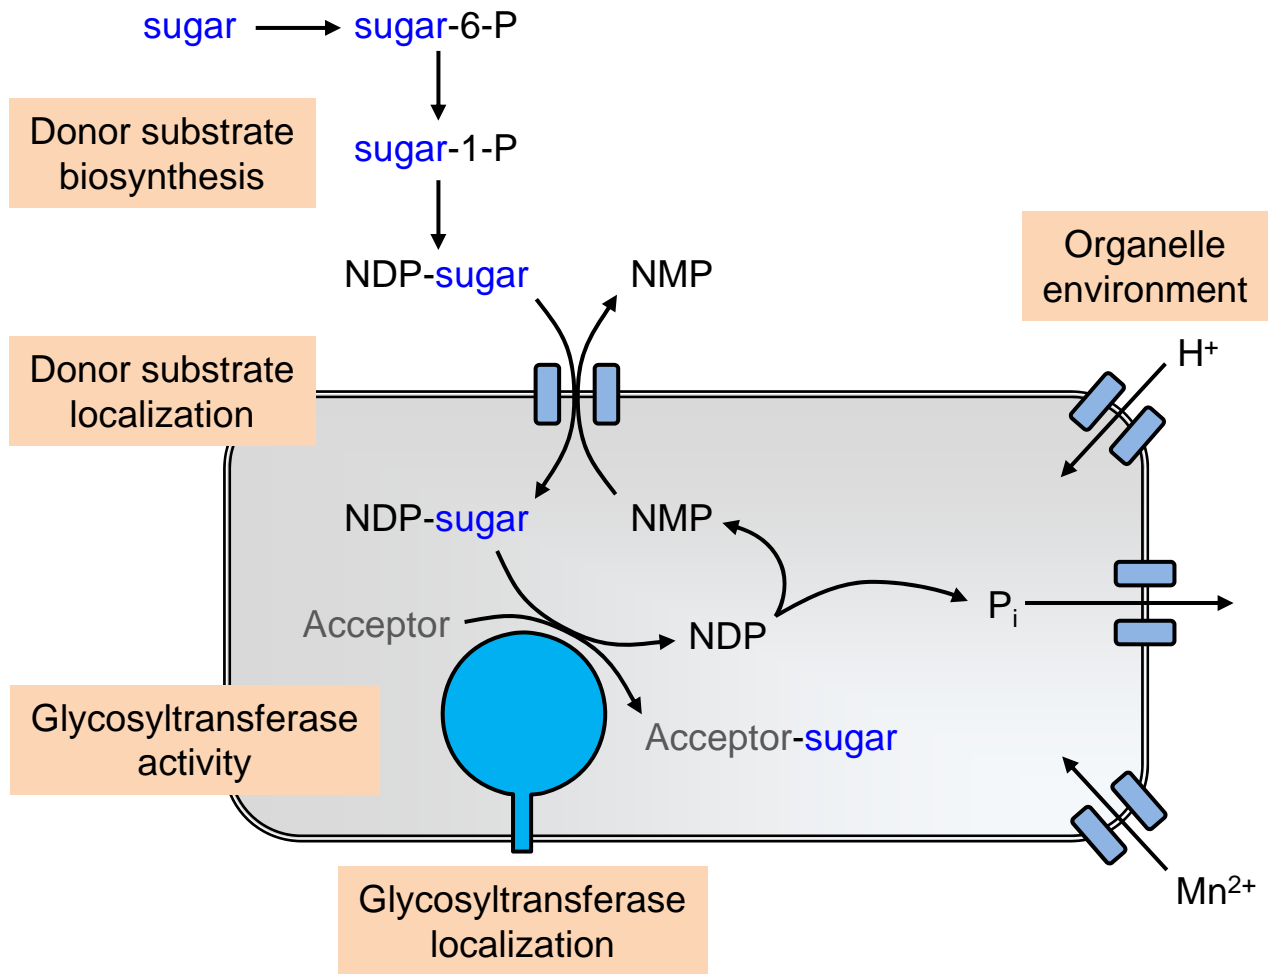 sugar
sugar-6-P
Donor substrate
biosynthesis
sugar-1-P
NDP-sugar
NMP
Organelle
environment
H⁺
Donor substrate
localization
NDP-sugar
NMP
Acceptor
NDP
Pᵢ
Glycosyltransferase
activity
Acceptor-sugar
Glycosyltransferase
localization
Mn²⁺